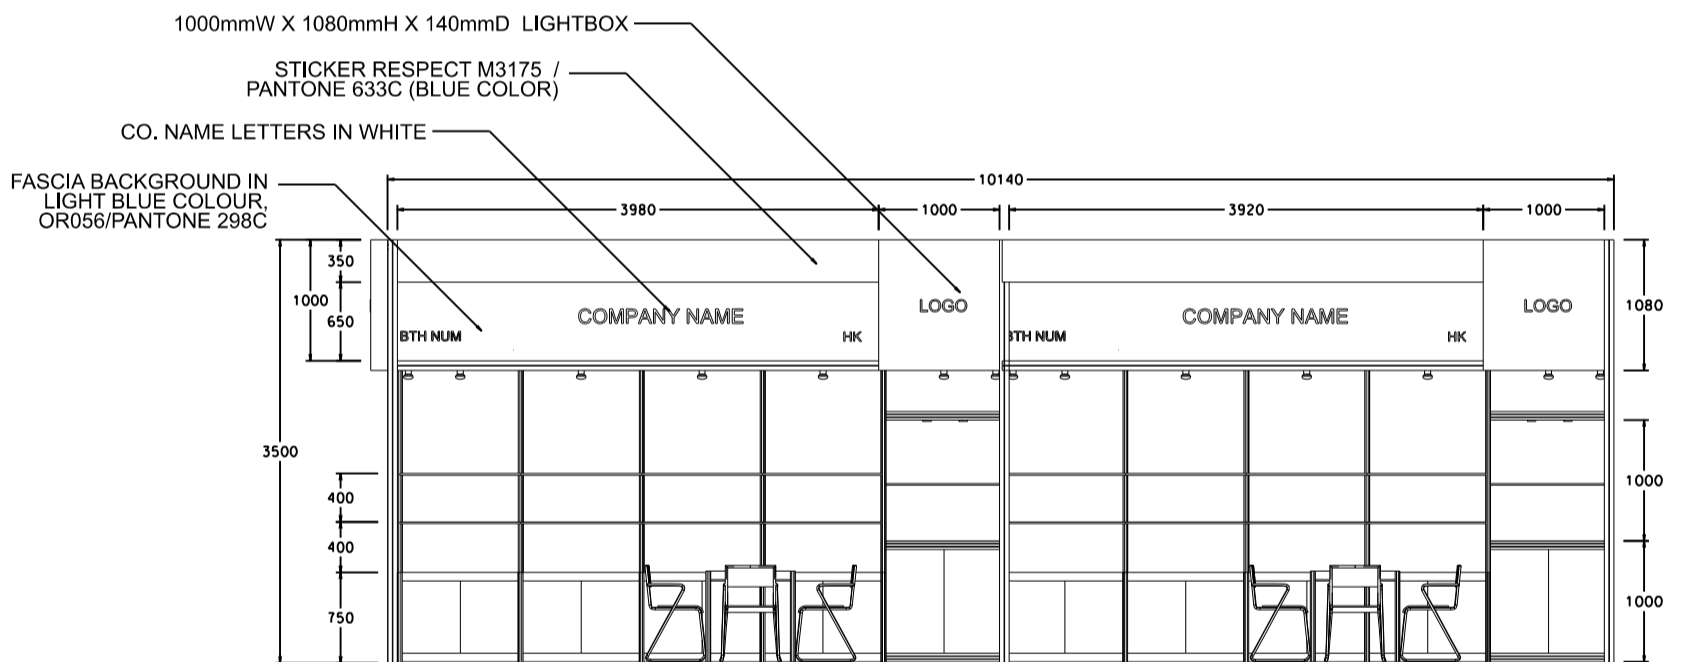 1000mmW X 1080mmH X 140mmD LIGHTBOX
STICKER RESPECT M3175 /
PANTONE 633C (BLUE COLOR)
CO. NAME LETTERS IN WHITE
FASCIA BACKGROUND IN
LIGHT BLUE COLOUR,
OR056/PANTONE 298C
10140
3980
1000
3920
1000
350
1000
650
COMPANY NAME
BTH NUM
HK
LOGO
COMPANY NAME
BTH NUM
HK
LOGO
1080
3500
400
400
750
1000
1000